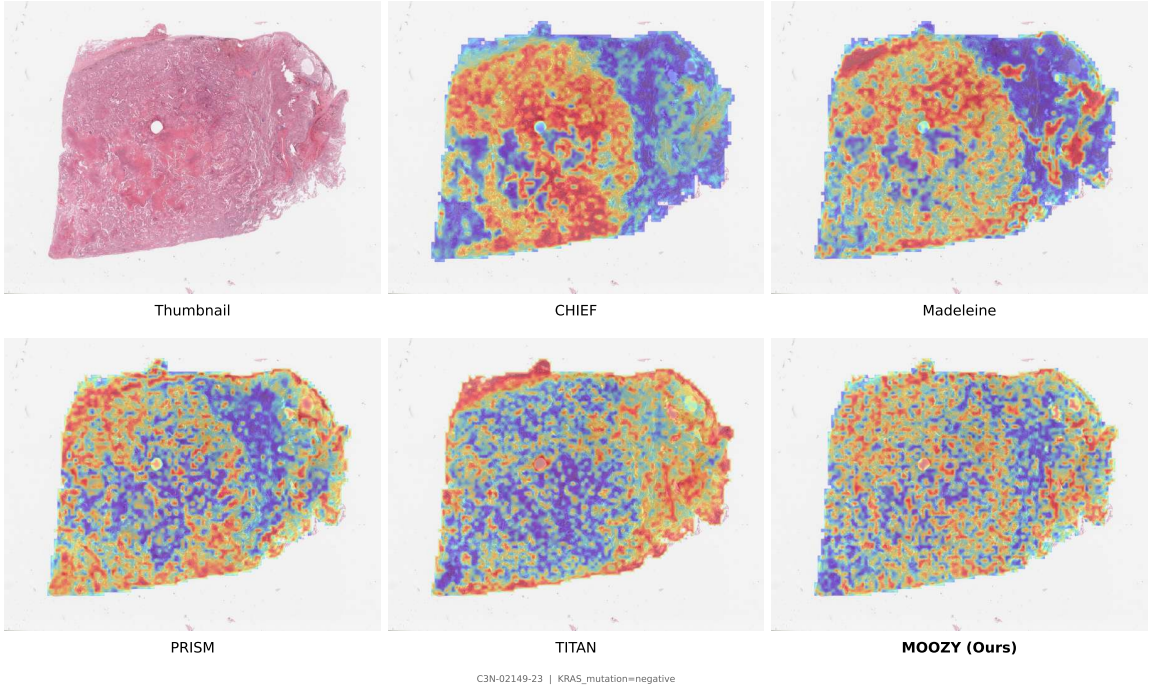 Thumbnail
CHIEF
Madeleine
PRISM
TITAN
MOOZY (Ours)
C3N-02149-23 | KRAS_mutation=negative